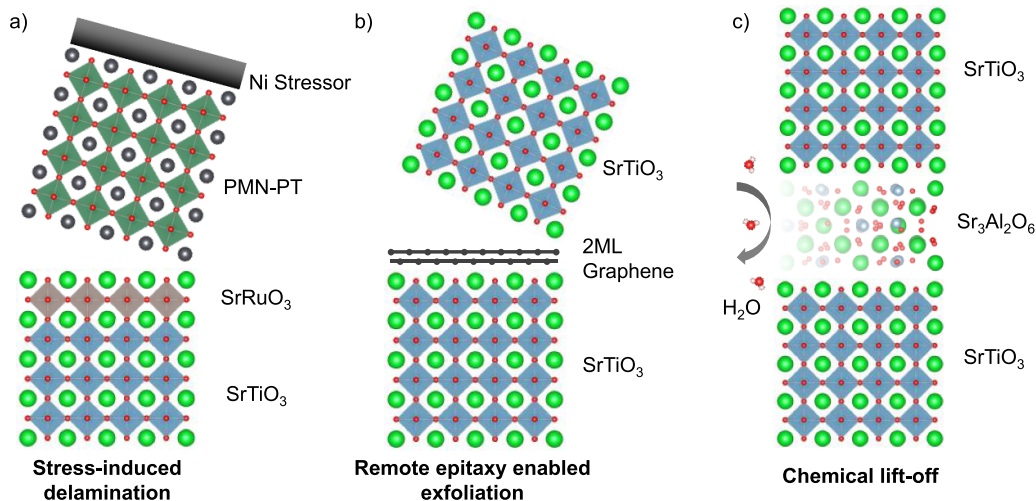 a)
Ni Stressor
PMN-PT
SrRuO₃
SrTiO₃
Stress-induced
delamination
b)
SrTiO₃
2ML
Graphene
SrTiO₃
Remote epitaxy enabled
exfoliation
c)
SrTiO₃
Sr₃Al₂O₆
H₂O
SrTiO₃
Chemical lift-off